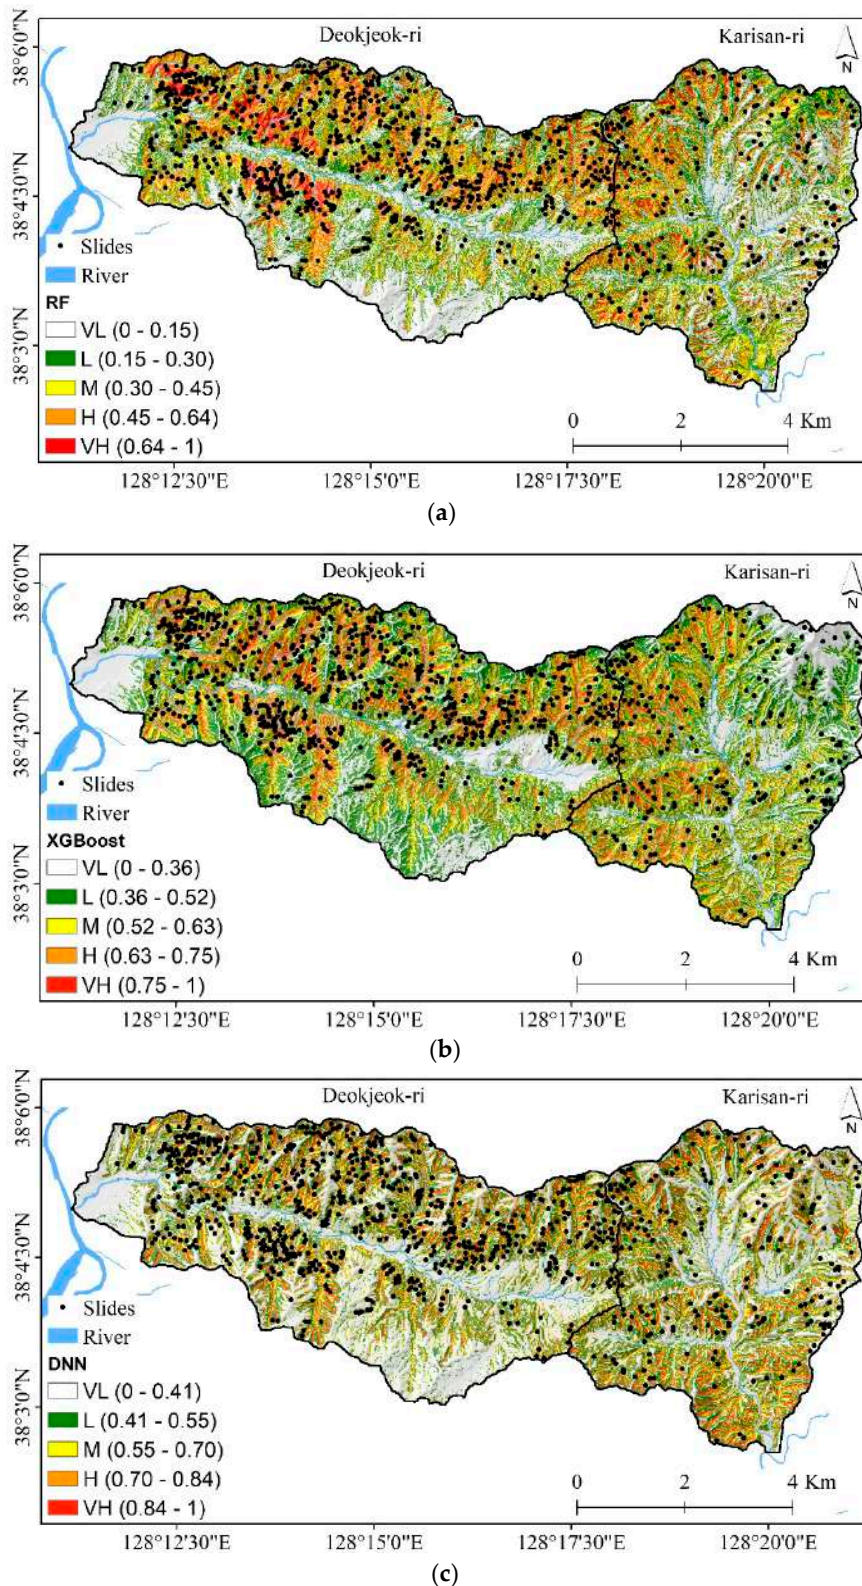 Deokjeok-ri Karisan-ri
38°6'0"N
N
38°4'30"N
Slides
River
RF
VL (0 - 0.15)
38°3'0"N
L (0.15 - 0.30)
M (0.30 - 0.45)
H (0.45 - 0.64)
0 2 4 Km
VH (0.64 - 1)
128°12'30"E 128°15'0"E 128°17'30"E 128°20'0"E
(a)
Deokjeok-ri Karisan-ri
38°6'0"N
N
38°4'30"N
Slides
River
XGBoost
VL (0 - 0.36)
38°3'0"N
L (0.36 - 0.52)
M (0.52 - 0.63)
H (0.63 - 0.75)
0 2 4 Km
VH (0.75 - 1)
128°12'30"E 128°15'0"E 128°17'30"E 128°20'0"E
(b)
Deokjeok-ri Karisan-ri
38°6'0"N
N
38°4'30"N
Slides
River
DNN
VL (0 - 0.41)
38°3'0"N
L (0.41 - 0.55)
M (0.55 - 0.70)
H (0.70 - 0.84)
0 2 4 Km
VH (0.84 - 1)
128°12'30"E 128°15'0"E 128°17'30"E 128°20'0"E
(c)